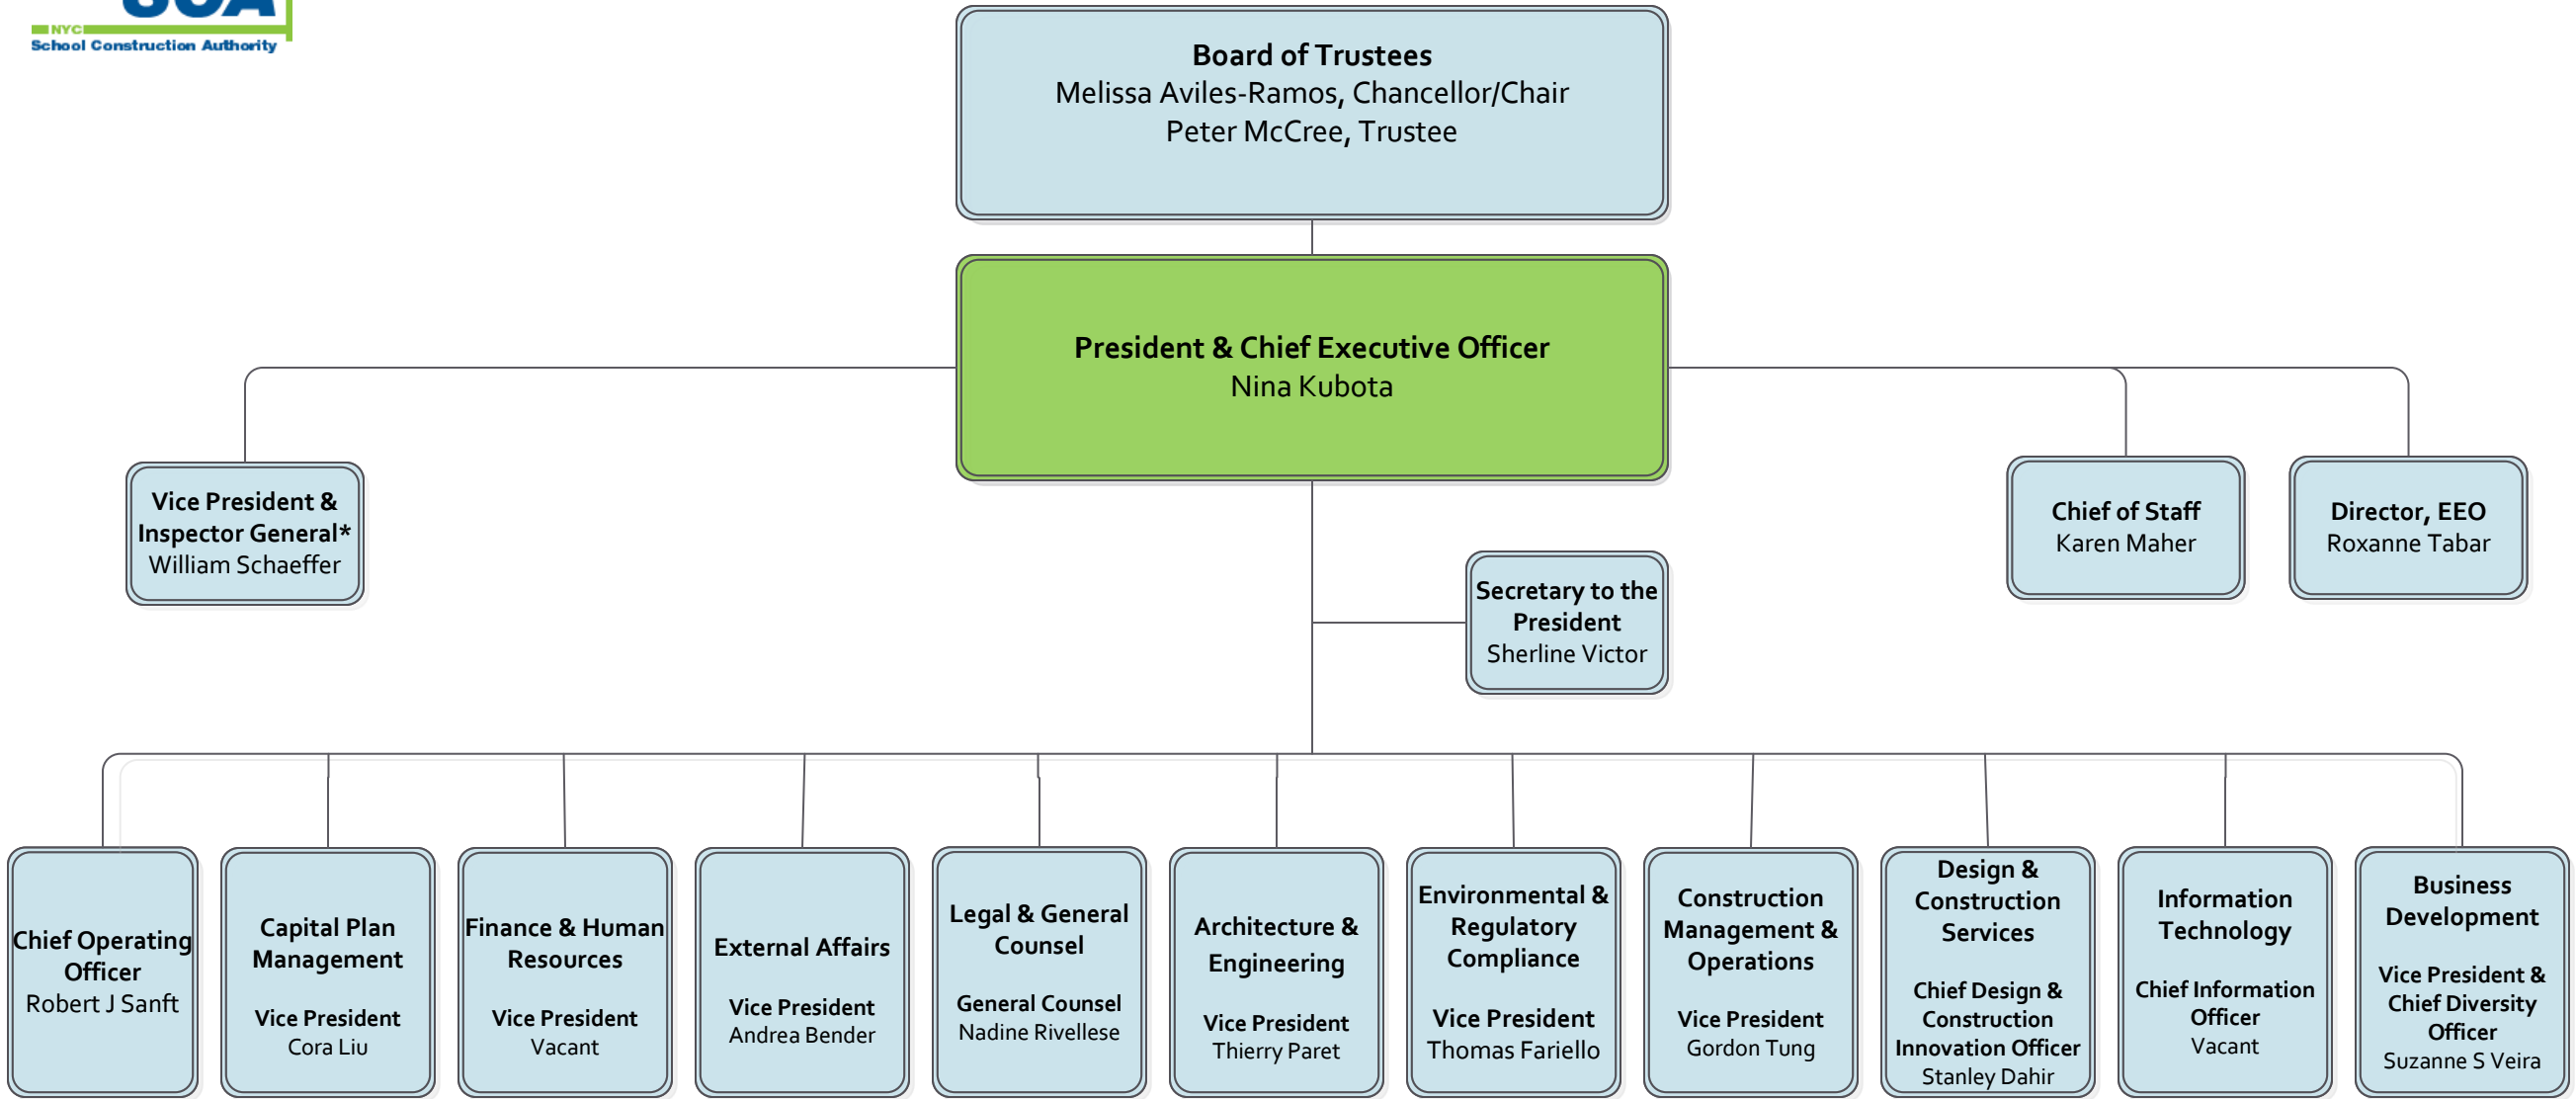 SCA
NYC
School Construction Authority
Board of Trustees
Melissa Aviles-Ramos, Chancellor/Chair
Peter McCree, Trustee
President & Chief Executive Officer
Nina Kubota
Vice President &
Inspector General*
William Schaeffer
Chief of Staff
Karen Maher
Director, EEO
Roxanne Tabar
Secretary to the
President
Sherline Victor
Chief Operating
Officer
Robert J Sanft
Capital Plan
Management
Vice President
Cora Liu
Finance & Human
Resources
Vice President
Vacant
External Affairs
Vice President
Andrea Bender
Legal & General
Counsel
General Counsel
Nadine Rivellese
Architecture &
Engineering
Vice President
Thierry Paret
Environmental &
Regulatory
Compliance
Vice President
Thomas Fariello
Construction
Management &
Operations
Vice President
Gordon Tung
Design &
Construction
Services
Chief Design &
Construction
Innovation Officer
Stanley Dahir
Information
Technology
Chief Information
Officer
Vacant
Business
Development
Vice President &
Chief Diversity
Officer
Suzanne S Veira